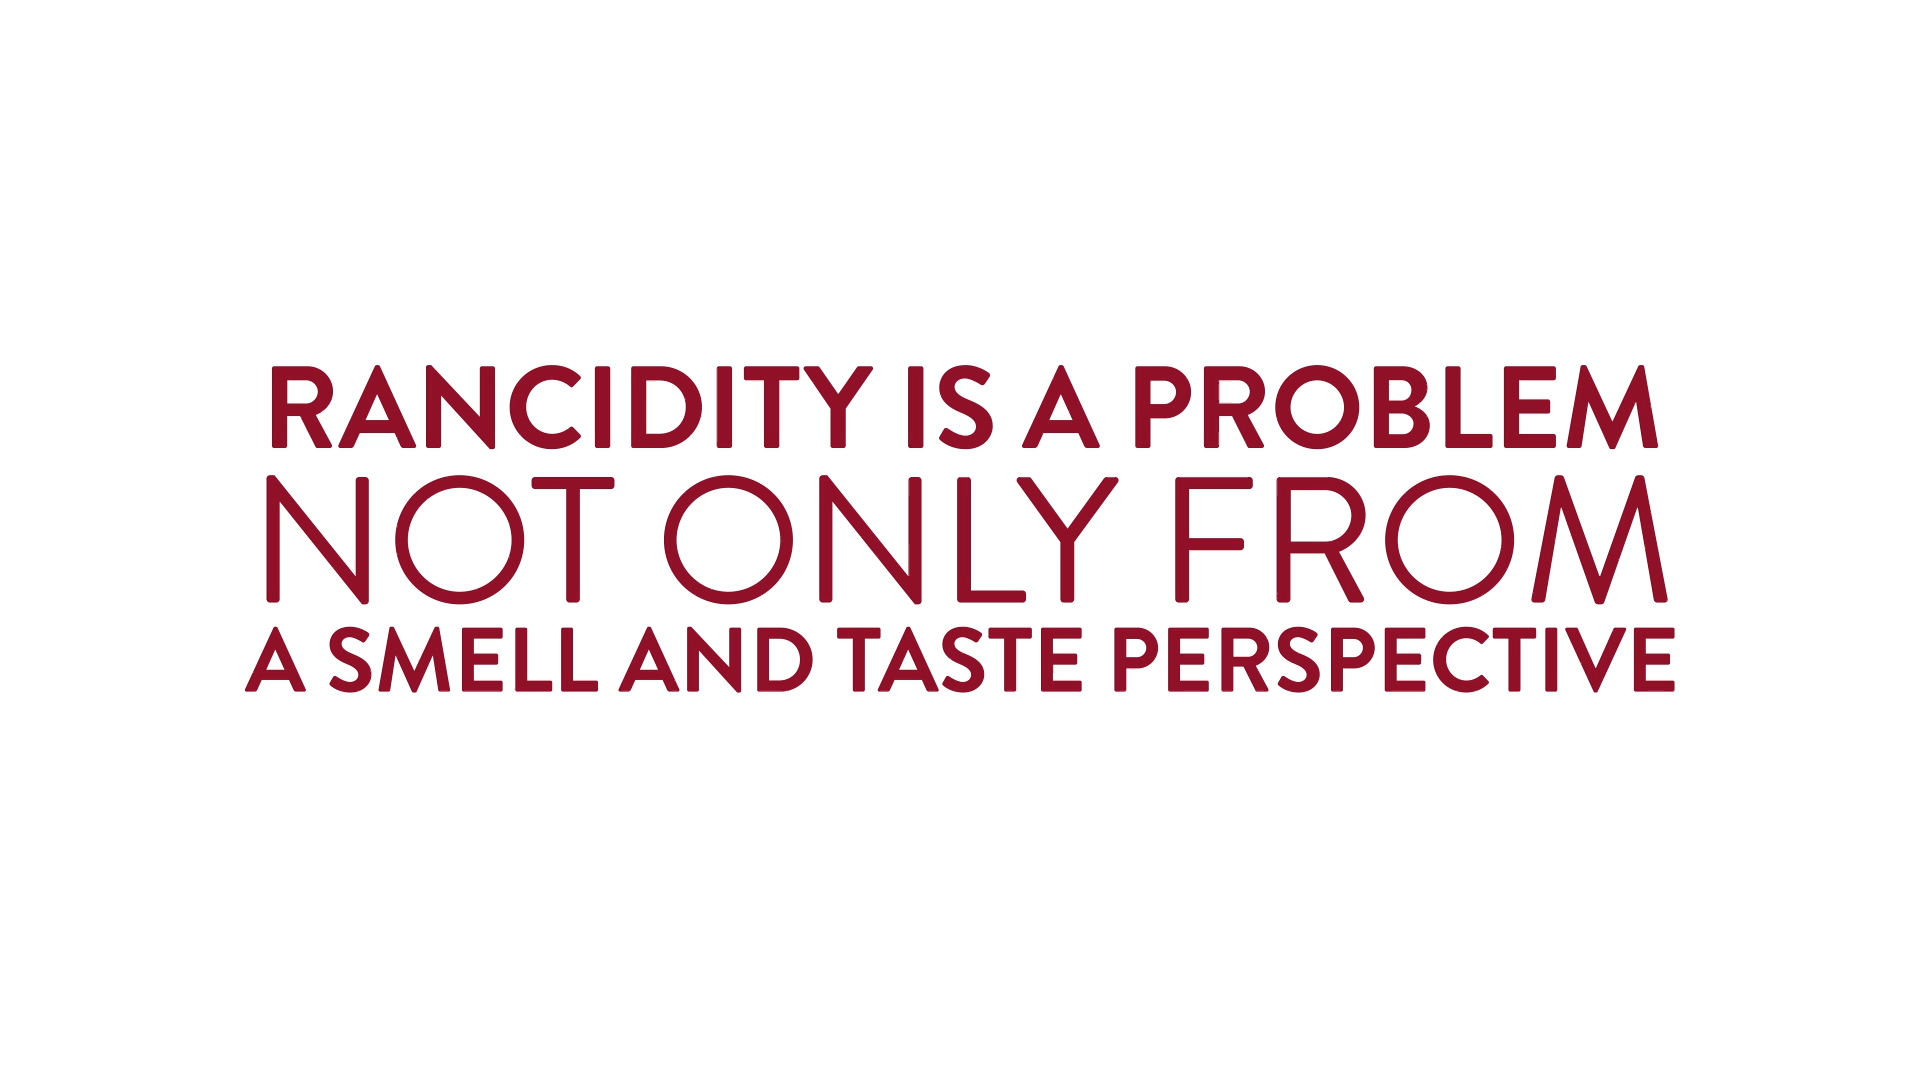 RANCIDITY IS A PROBLEM
NOT ONLY FROM
A SMELL AND TASTE PERSPECTIVE